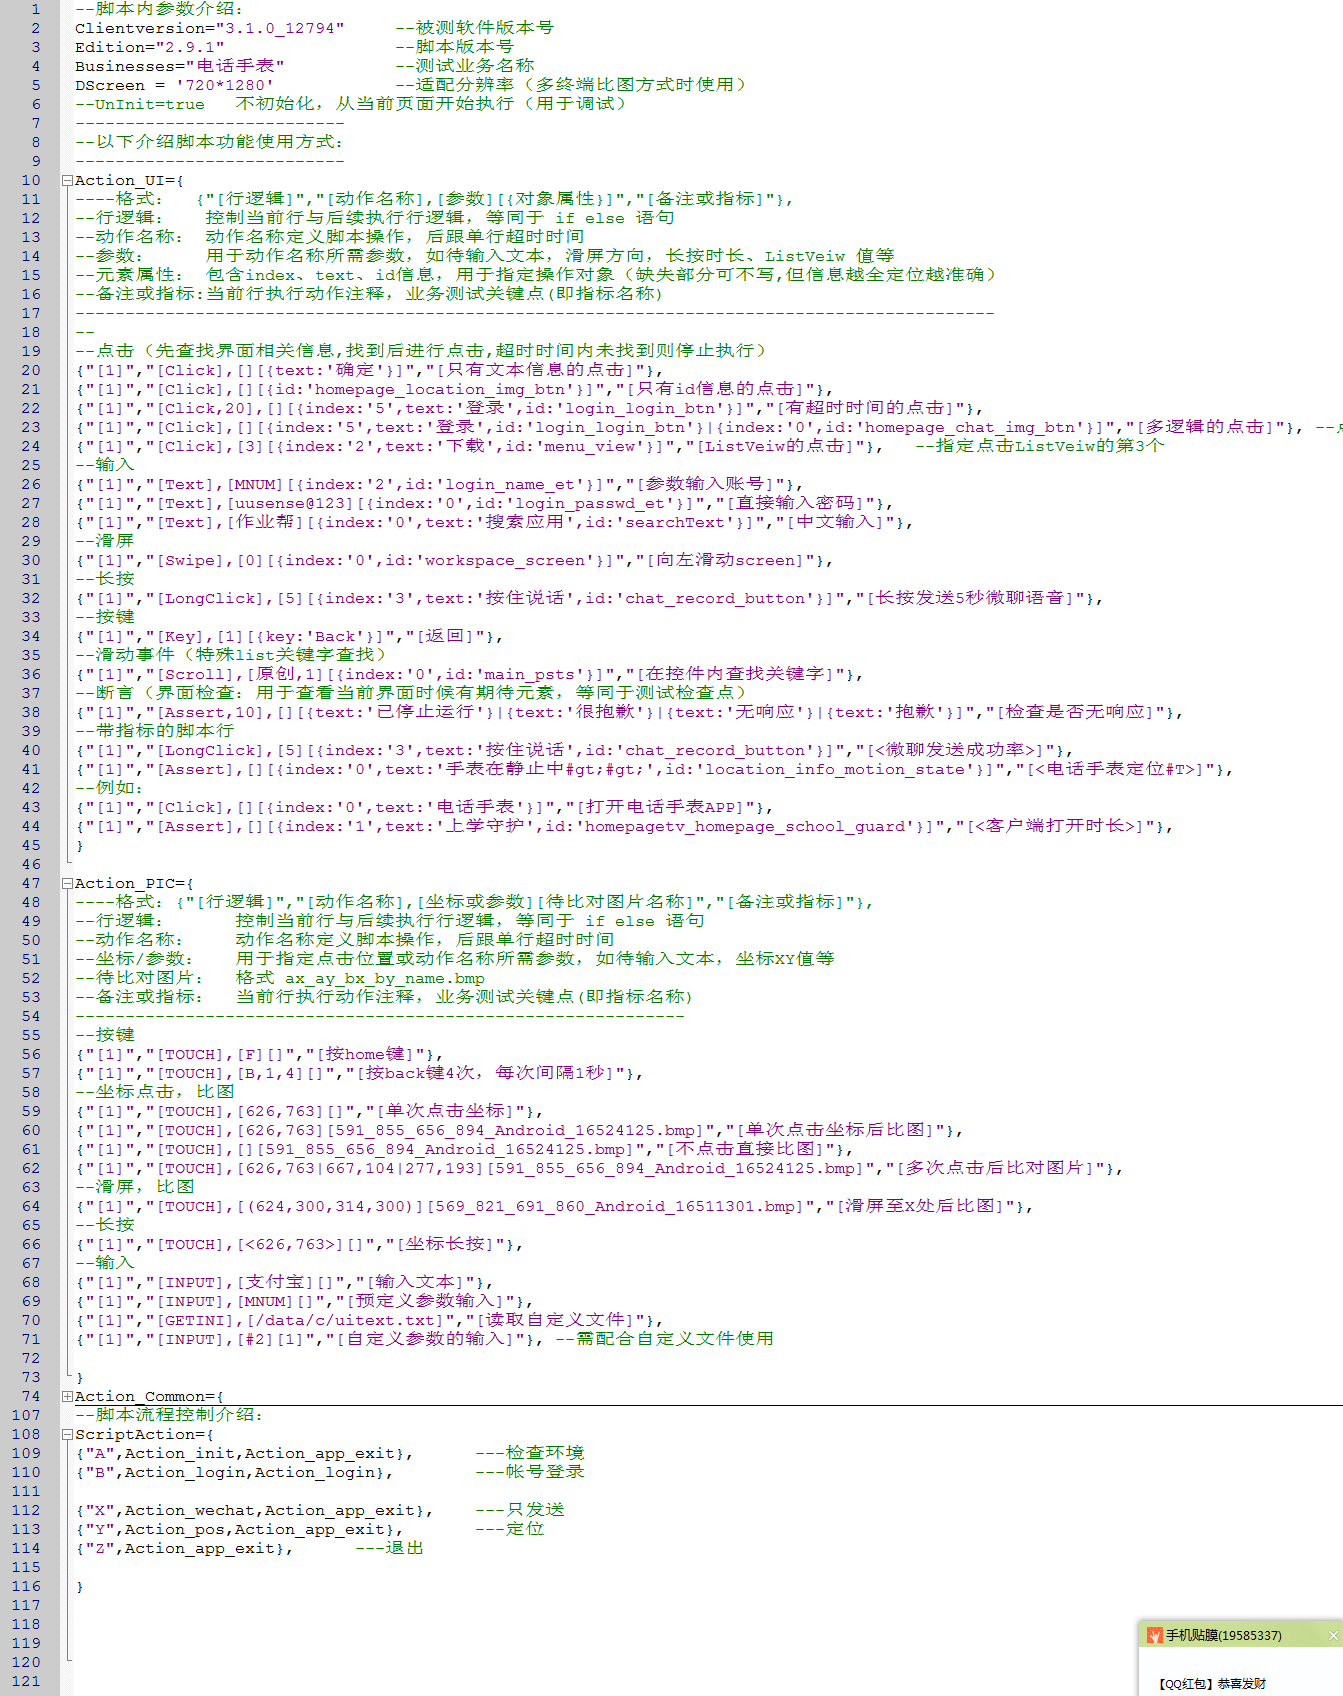 1 --脚本内参数介绍：
2 Clientversion="3.1.0_12794" --被测软件版本号
3 Edition="2.9.1" --脚本版本号
4 Businesses="电话手表" --测试业务名称
5 DScreen = '720*1280' --适配分辨率（多终端比图方式时使用）
6 --UnInit=true 不初始化，从当前页面开始执行（用于调试）
7 ---------------------------
8 --以下介绍脚本功能使用方式：
9 ---------------------------
10 Action_UI={
11 ----格式： {"[行逻辑]","[动作名称],[参数][{对象属性}]","[备注或指标]"},
12 --行逻辑： 控制当前行与后续执行行逻辑，等同于 if else 语句
13 --动作名称： 动作名称定义脚本操作，后跟单行超时时间
14 --参数： 用于动作名称所需参数，如待输入文本，滑屏方向，长按时长、ListVeiw 值等
15 --元素属性： 包含index、text、id信息，用于指定操作对象（缺失部分可不写,但信息越全定位越准确）
16 --备注或指标:当前行执行动作注释，业务测试关键点(即指标名称)
17 --------------------------------------------------------------------------------------------
18 --
19 --点击（先查找界面相关信息,找到后进行点击,超时时间内未找到则停止执行）
20 {"[1]","[Click],[][{text:'确定'}]","[只有文本信息的点击]"},
21 {"[1]","[Click],[][{id:'homepage_location_img_btn'}]","[只有id信息的点击]"},
22 {"[1]","[Click,20],[][{index:'5',text:'登录',id:'login_login_btn'}]","[有超时时间的点击]"},
23 {"[1]","[Click],[][{index:'5',text:'登录',id:'login_login_btn'}|{index:'0',id:'homepage_chat_img_btn'}]","[多逻辑的点击]"}, --
24 {"[1]","[Click],[3][{index:'2',text:'下载',id:'menu_view'}]","[ListVeiw的点击]"}, --指定点击ListVeiw的第3个
25 --输入
26 {"[1]","[Text],[MNUM][{index:'2',id:'login_name_et'}]","[参数输入账号]"},
27 {"[1]","[Text],[uusense@123][{index:'0',id:'login_passwd_et'}]","[直接输入密码]"},
28 {"[1]","[Text],[作业帮][{index:'0',text:'搜索应用',id:'searchText'}]","[中文输入]"},
29 --滑屏
30 {"[1]","[Swipe],[0][{index:'0',id:'workspace_screen'}]","[向左滑动screen]"},
31 --长按
32 {"[1]","[LongClick],[5][{index:'3',text:'按住说话',id:'chat_record_button'}]","[长按发送5秒微聊语音]"},
33 --按键
34 {"[1]","[Key],[1][{key:'Back'}]","[返回]"},
35 --滑动事件（特殊list关键字查找）
36 {"[1]","[Scroll],[原创,1][{index:'0',id:'main_psts'}]","[在控件内查找关键字]"},
37 --断言（界面检查：用于查看当前界面时候有期待元素，等同于测试检查点）
38 {"[1]","[Assert,10],[][{text:'已停止运行'}|{text:'很抱歉'}|{text:'无响应'}|{text:'抱歉'}]","[检查是否无响应]"},
39 --带指标的脚本行
40 {"[1]","[LongClick],[5][{index:'3',text:'按住说话',id:'chat_record_button'}]","[<微聊发送成功率>]"},
41 {"[1]","[Assert],[][{index:'0',text:'手表在静止中#gt;#gt;',id:'location_info_motion_state'}]","[<电话手表定位#T>]"},
42 --例如：
43 {"[1]","[Click],[][{index:'0',text:'电话手表'}]","[打开电话手表APP]"},
44 {"[1]","[Assert],[][{index:'1',text:'上学守护',id:'homepagetv_homepage_school_guard'}]","[<客户端打开时长>]"},
45 }
46
47 Action_PIC={
48 ----格式：{"[行逻辑]","[动作名称],[坐标或参数][待比对图片名称]","[备注或指标]"},
49 --行逻辑： 控制当前行与后续执行行逻辑，等同于 if else 语句
50 --动作名称： 动作名称定义脚本操作，后跟单行超时时间
51 --坐标/参数： 用于指定点击位置或动作名称所需参数，如待输入文本，坐标XY值等
52 --待比对图片： 格式 ax_ay_bx_by_name.bmp
53 --备注或指标： 当前行执行动作注释，业务测试关键点(即指标名称)
54 -------------------------------------------------------------
55 --按键
56 {"[1]","[TOUCH],[F][]","[按home键]"},
57 {"[1]","[TOUCH],[B,1,4][]","[按back键4次，每次间隔1秒]"},
58 --坐标点击，比图
59 {"[1]","[TOUCH],[626,763][]","[单次点击坐标]"},
60 {"[1]","[TOUCH],[626,763][591_855_656_894_Android_16524125.bmp]","[单次点击坐标后比图]"},
61 {"[1]","[TOUCH],[][591_855_656_894_Android_16524125.bmp]","[不点击直接比图]"},
62 {"[1]","[TOUCH],[626,763|667,104|277,193][591_855_656_894_Android_16524125.bmp]","[多次点击后比对图片]"},
63 --滑屏，比图
64 {"[1]","[TOUCH],[(624,300,314,300)][569_821_691_860_Android_16511301.bmp]","[滑屏至X处后比图]"},
65 --长按
66 {"[1]","[TOUCH],[<626,763>][]","[坐标长按]"},
67 --输入
68 {"[1]","[INPUT],[支付宝][]","[输入文本]"},
69 {"[1]","[INPUT],[MNUM][]","[预定义参数输入]"},
70 {"[1]","[GETINI],[/data/c/uitext.txt]","[读取自定义文件]"},
71 {"[1]","[INPUT],[#2][1]","[自定义参数的输入]"}, --需配合自定义文件使用
72
73 }
74 Action_Common={
107 --脚本流程控制介绍：
108 ScriptAction={
109 {"A",Action_init,Action_app_exit}, ---检查环境
110 {"B",Action_login,Action_login}, ---帐号登录
111
112 {"X",Action_wechat,Action_app_exit}, ---只发送
113 {"Y",Action_pos,Action_app_exit}, ---定位
114 {"Z",Action_app_exit}, ---退出
115
116 }
117
118
119
120
121
手机贴膜(19585337)
【QQ红包】恭喜发财